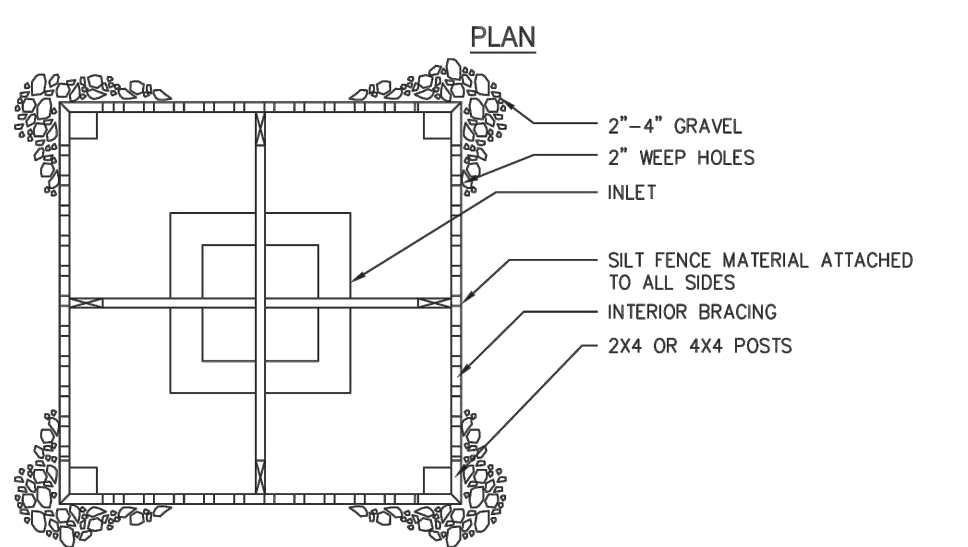 PLAN
2"-4" GRAVEL
2" WEEP HOLES
INLET
SILT FENCE MATERIAL ATTACHED
TO ALL SIDES
INTERIOR BRACING
2X4 OR 4X4 POSTS